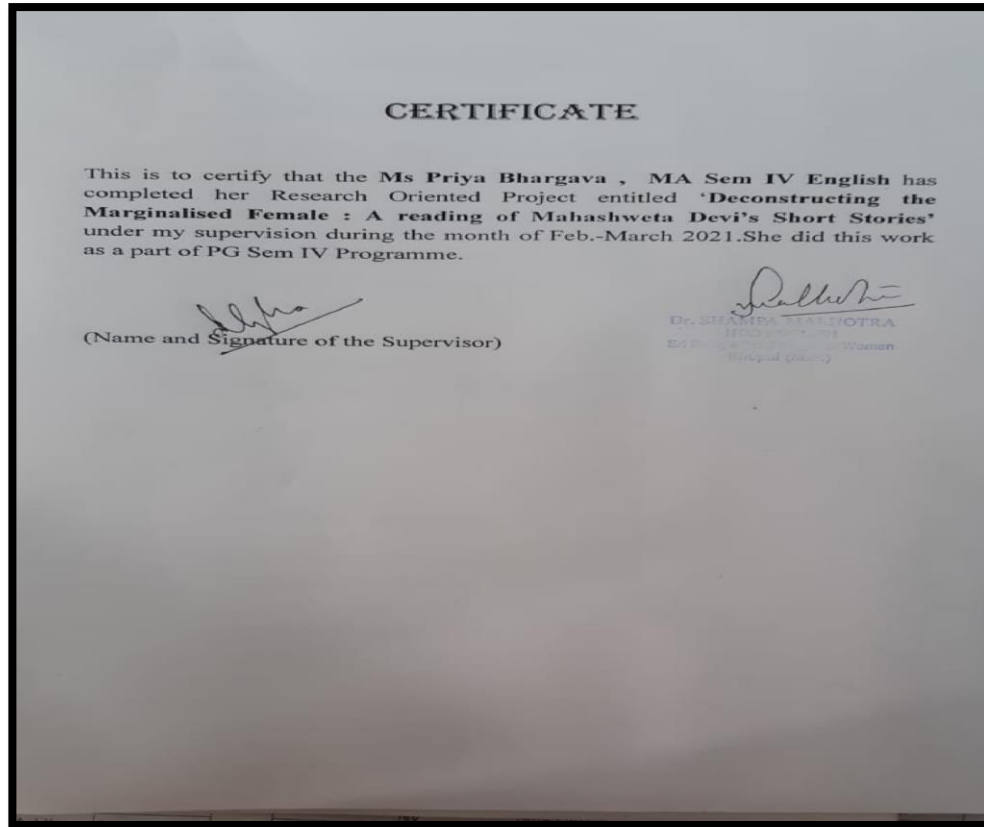 CERTIFICATE
This is to certify that the Ms Priya Bhargava , MA Sem IV English has
completed her Research Oriented Project entitled ‘Deconstructing the
Marginalised Female : A reading of Mahashweta Devi’s Short Stories’
under my supervision during the month of Feb.-March 2021.She did this work
as a part of PG Sem IV Programme.
(Name and Signature of the Supervisor)
Dr. SHAMPA MALHOTRA
Women